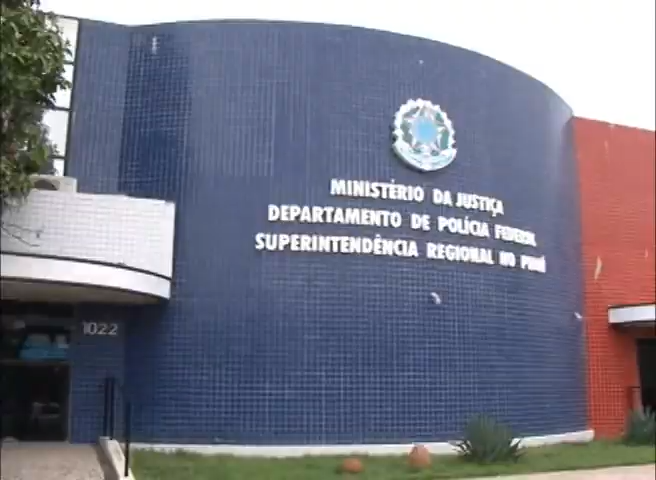 MINISTÉRIO DA JUSTIÇA
DEPARTAMENTO DE POLÍCIA FEDERAL
SUPERINTENDÊNCIA REGIONAL NO PIAUÍ
1022